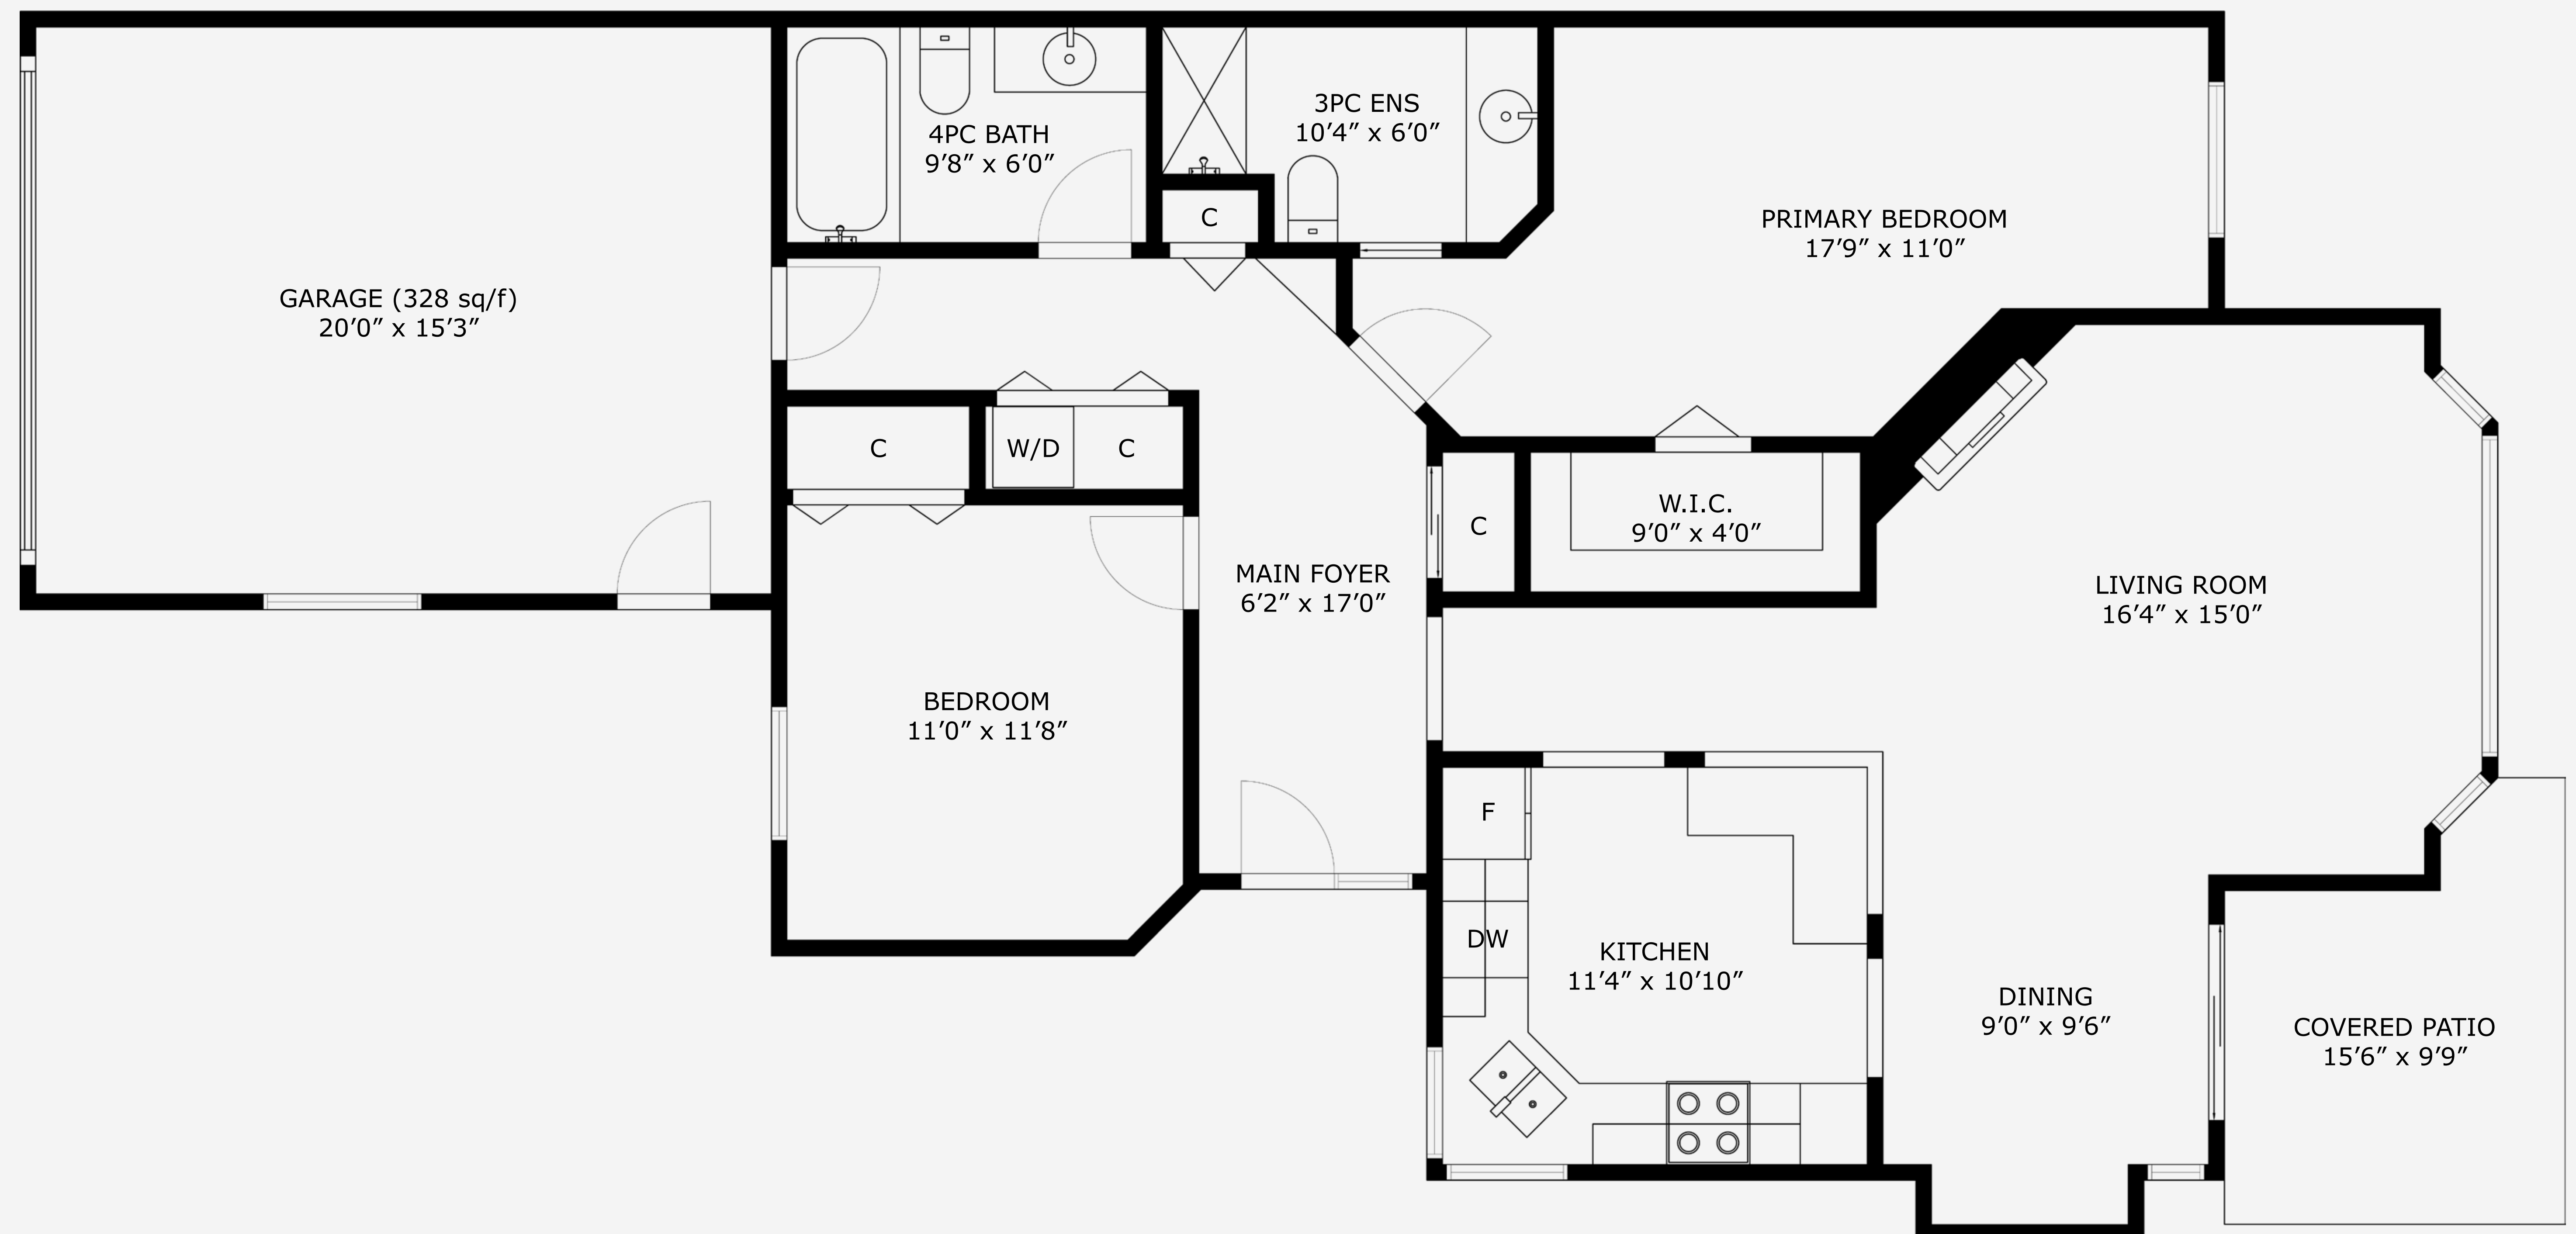 4PC BATH
9’8” x 6’0”
3PC ENS
10’4” x 6’0”
C
PRIMARY BEDROOM
17’9” x 11’0”
GARAGE (328 sq/f)
20’0” x 15’3”
C
W/D
C
C
W.I.C.
9’0” x 4’0”
MAIN FOYER
6’2” x 17’0”
LIVING ROOM
16’4” x 15’0”
BEDROOM
11’0” x 11’8”
F
DW
KITCHEN
11’4” x 10’10”
DINING
9’0” x 9’6”
COVERED PATIO
15’6” x 9’9”